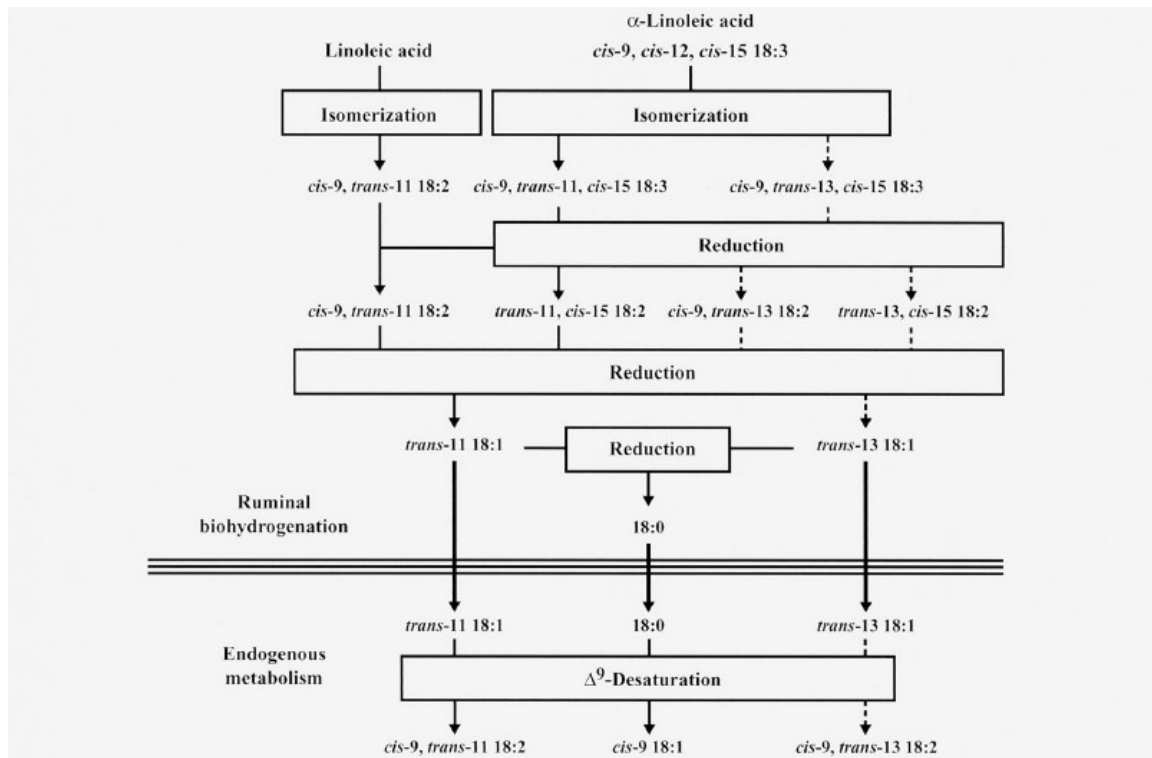 α-Linoleic acid
Linoleic acid cis-9, cis-12, cis-15 18:3
Isomerization Isomerization
cis-9, trans-11 18:2 cis-9, trans-11, cis-15 18:3 cis-9, trans-13, cis-15 18:3
Reduction
cis-9, trans-11 18:2 trans-11, cis-15 18:2 cis-9, trans-13 18:2 trans-13, cis-15 18:2
Reduction
trans-11 18:1 Reduction trans-13 18:1
Ruminal
biohydrogenation
18:0
trans-11 18:1 18:0 trans-13 18:1
Endogenous
metabolism
Δ9-Desaturation
cis-9, trans-11 18:2 cis-9 18:1 cis-9, trans-13 18:2